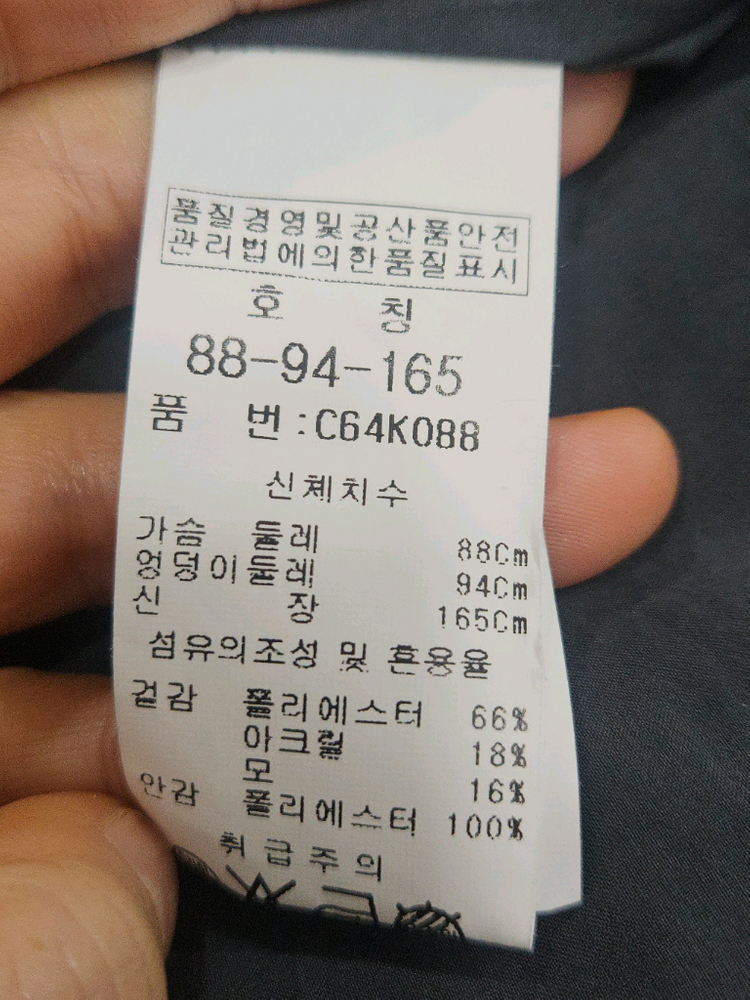 품질경영및공산품안전
관리법에의한품질표시
호 칭
88-94-165
품 번 : C64K088
신체치수
가슴 둘레 88Cm
엉덩이둘레 94Cm
신 장 165Cm
섬유의조성 및 혼용율
겉감 폴리에스터 66%
아크릴 18%
모 16%
안감 폴리에스터 100%
취급주의